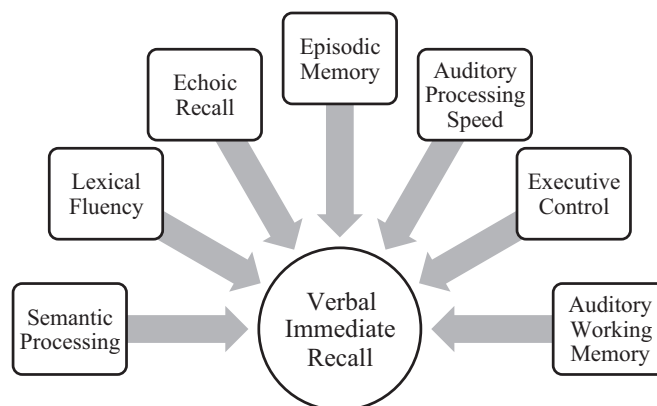 Episodic
Memory
Echoic
Recall
Auditory
Processing
Speed
Lexical
Fluency
Executive
Control
Semantic
Processing
Verbal
Immediate
Recall
Auditory
Working
Memory